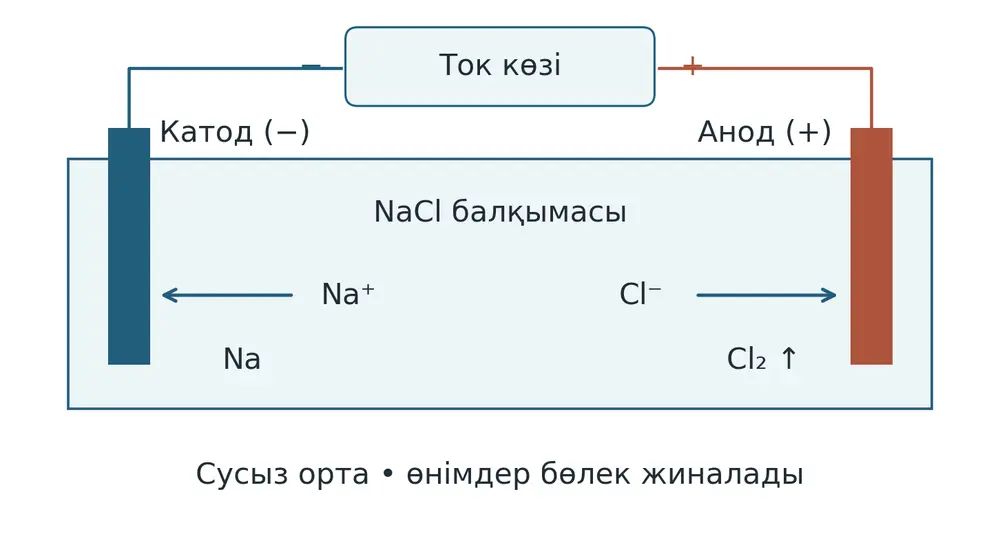 − Ток көзі +
Катод (−) Анод (+)
NaCl балқымасы
Na⁺ Cl⁻
Na Cl₂ ↑
Сусыз орта • өнімдер бөлек жиналады